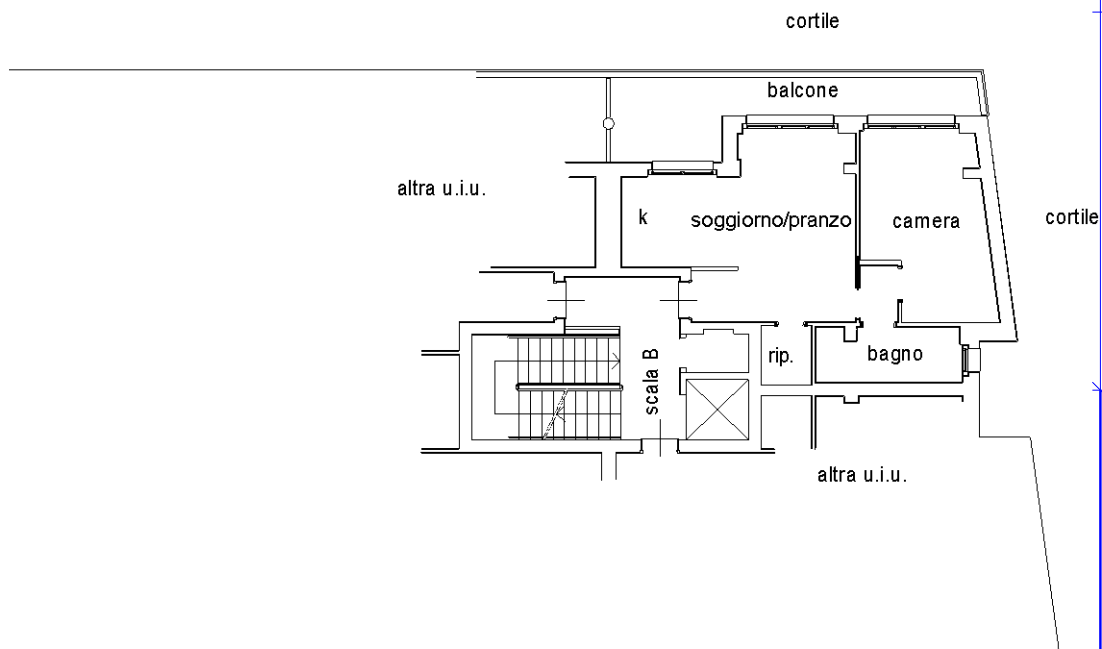 cortile
balcone
altra u.i.u.
k
soggiorno/pranzo
camera
cortile
rip.
bagno
scala B
altra u.i.u.